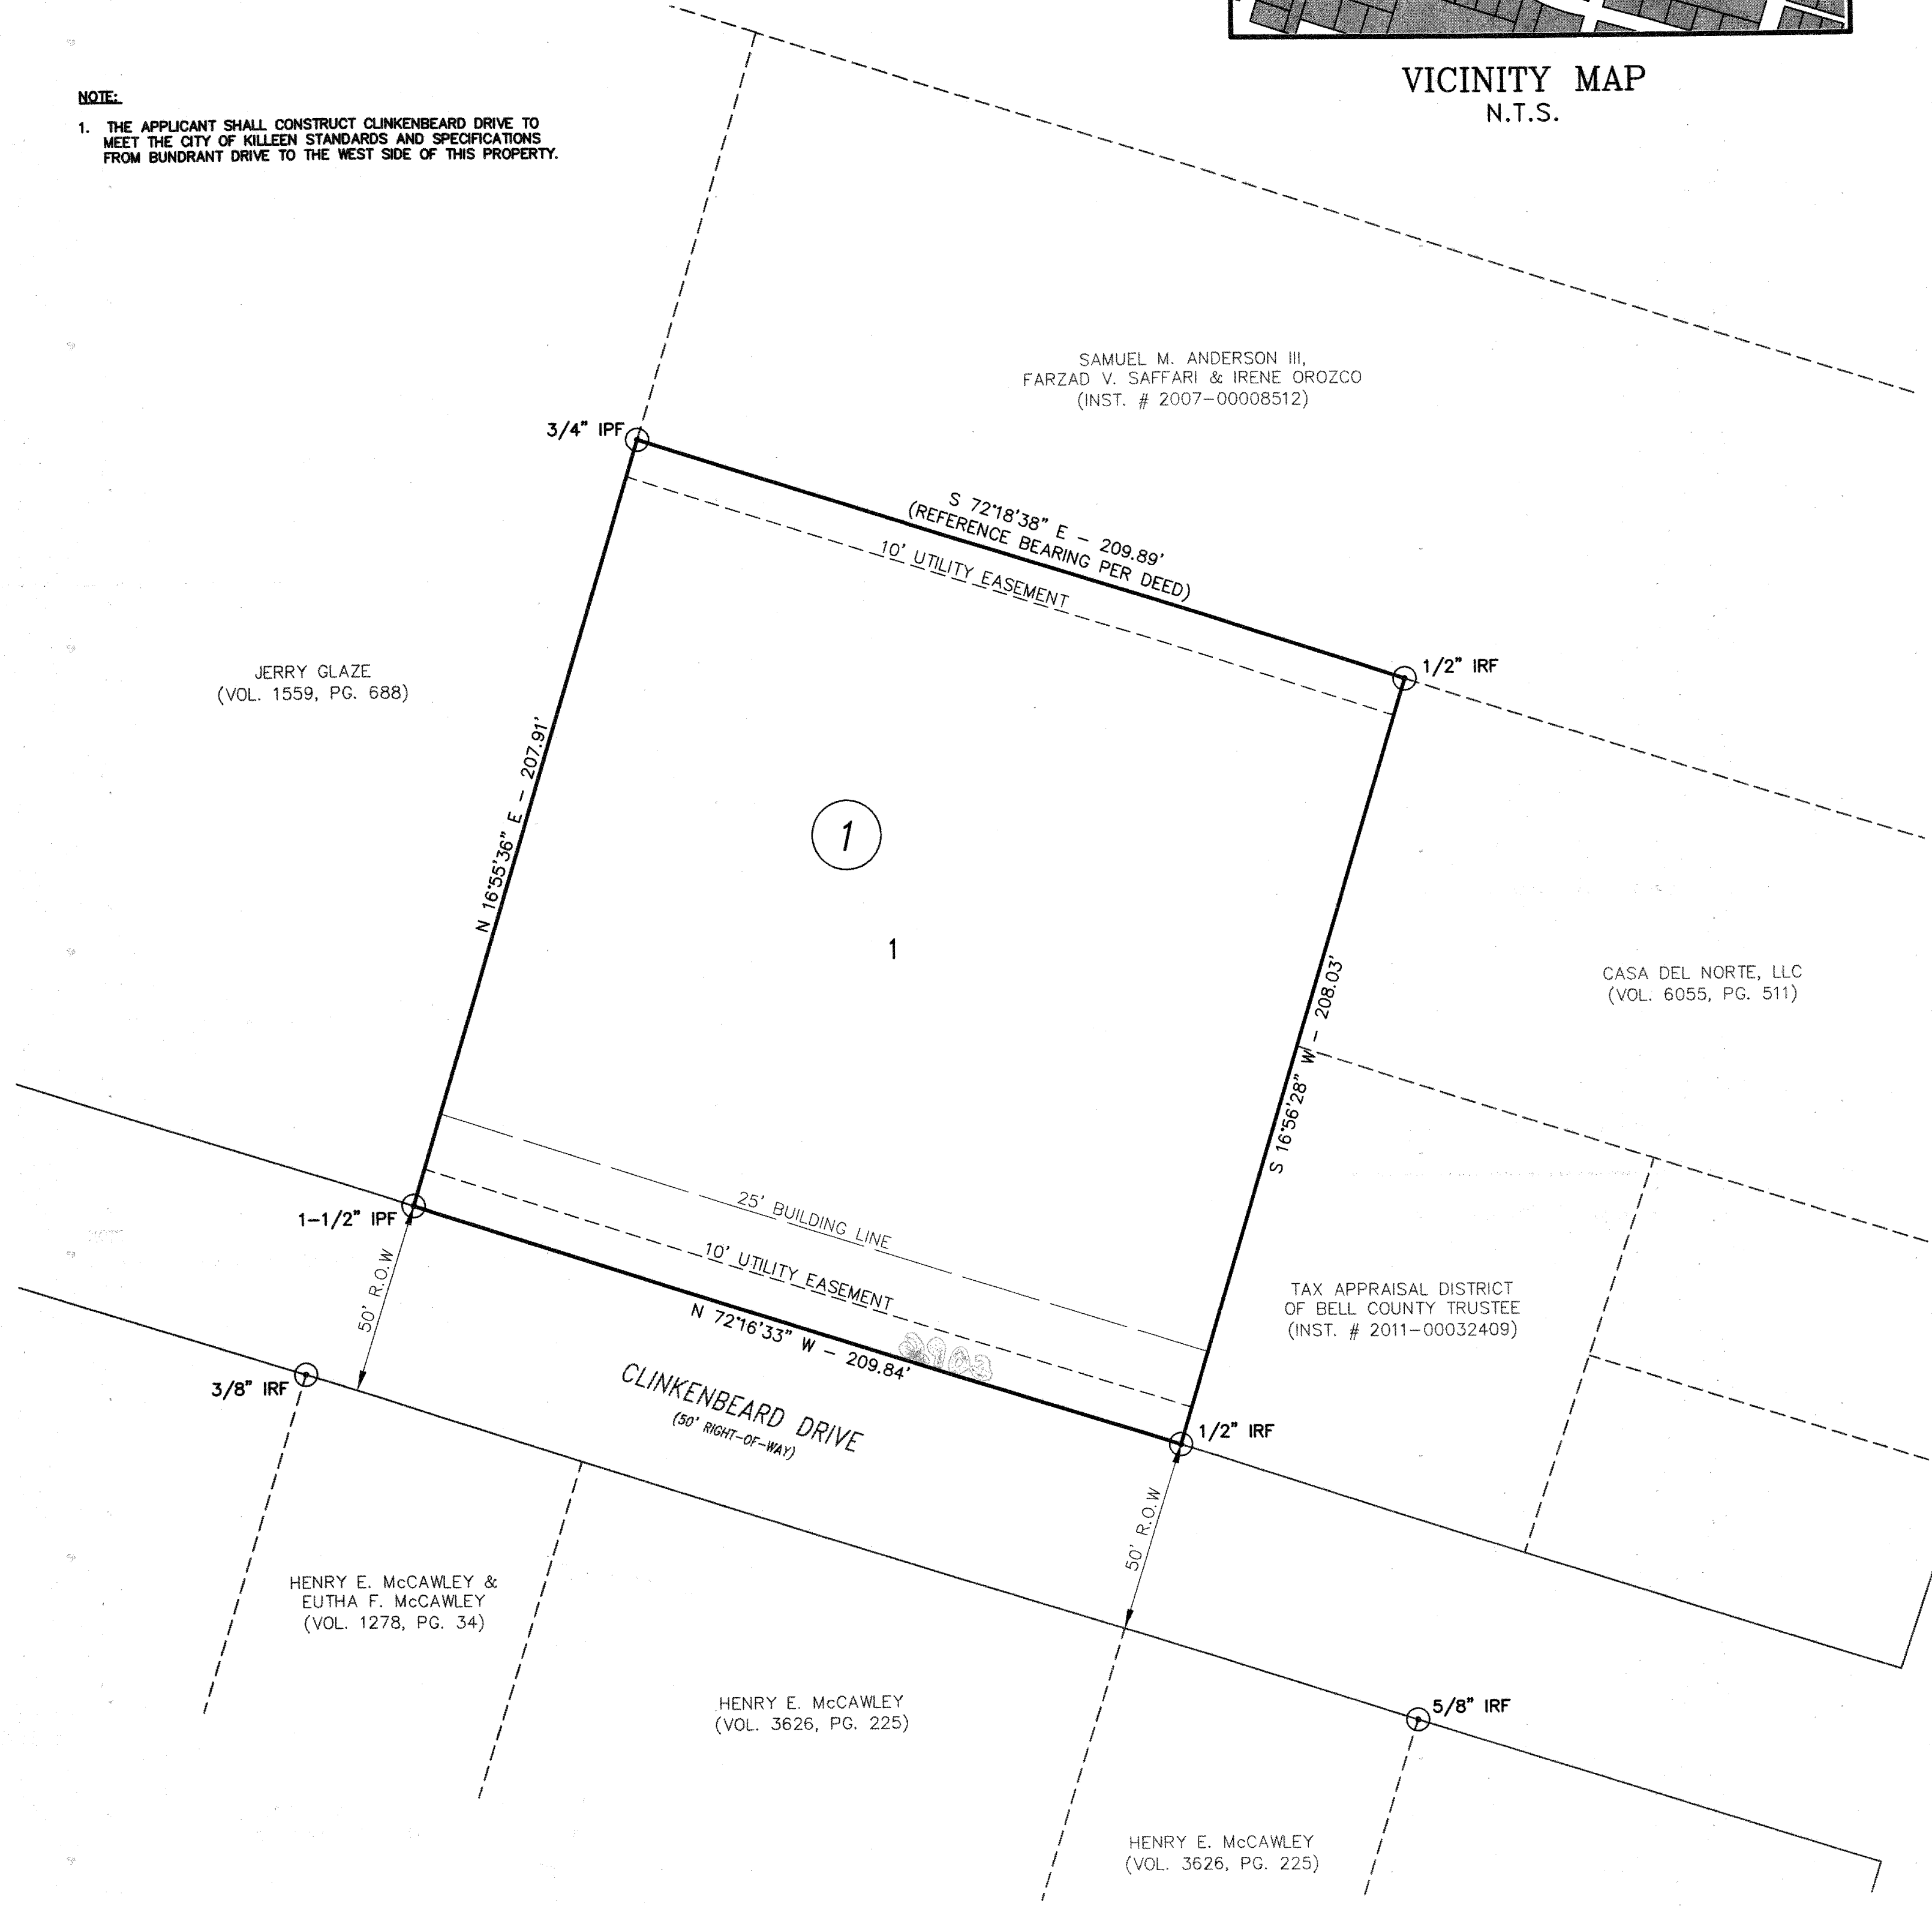 VICINITY MAP
N.T.S.
NOTE:
1. THE APPLICANT SHALL CONSTRUCT CLINKENBEARD DRIVE TO
MEET THE CITY OF KILLEEN STANDARDS AND SPECIFICATIONS
FROM BUNDRANT DRIVE TO THE WEST SIDE OF THIS PROPERTY.
SAMUEL M. ANDERSON III,
FARZAD V. SAFFARI & IRENE OROZCO
(INST. # 2007-00008512)
3/4" IPF
S 72°18'38" E - 209.89'
(REFERENCE BEARING PER DEED)
10' UTILITY EASEMENT
1/2" IRF
JERRY GLAZE
(VOL. 1559, PG. 688)
N 16°55'36" E - 207.91'
1
1
S 16°56'28" W - 208.03'
CASA DEL NORTE, LLC
(VOL. 6055, PG. 511)
1-1/2" IPF
25' BUILDING LINE
10' UTILITY EASEMENT
N 72°16'33" W - 209.84'
50' R.O.W
3/8" IRF
CLINKENBEARD DRIVE
(50' RIGHT-OF-WAY)
1/2" IRF
TAX APPRAISAL DISTRICT
OF BELL COUNTY TRUSTEE
(INST. # 2011-00032409)
50' R.O.W
HENRY E. McCAWLEY &
EUTHA F. McCAWLEY
(VOL. 1278, PG. 34)
HENRY E. McCAWLEY
(VOL. 3626, PG. 225)
5/8" IRF
HENRY E. McCAWLEY
(VOL. 3626, PG. 225)